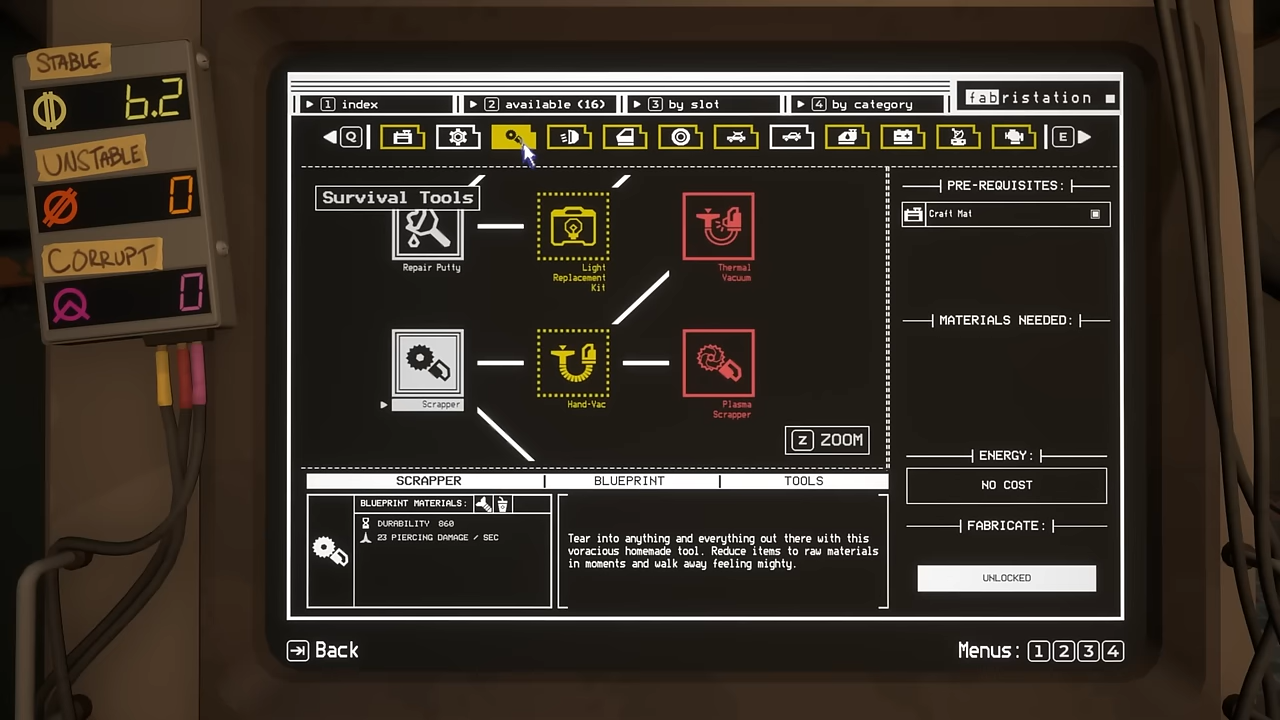 STABLE
6.2
UNSTABLE
0
CORRUPT
0
1 index
2 available (16)
3 by slot
4 by category
fabristation
Q
E
Survival Tools
Repair Putty
Light
Replacement
Kit
Thermal
Vacuum
Scrapper
Hand-Vac
Plasma
Scrapper
Z ZOOM
PRE-REQUISITES:
Craft Mat
MATERIALS NEEDED:
ENERGY:
NO COST
FABRICATE:
UNLOCKED
SCRAPPER
BLUEPRINT
TOOLS
BLUEPRINT MATERIALS:
DURABILITY 860
23 PIERCING DAMAGE / SEC
Tear into anything and everything out there with this
voracious homemade tool. Reduce items to raw materials
in moments and walk away feeling mighty.
Back
Menus: 1 2 3 4